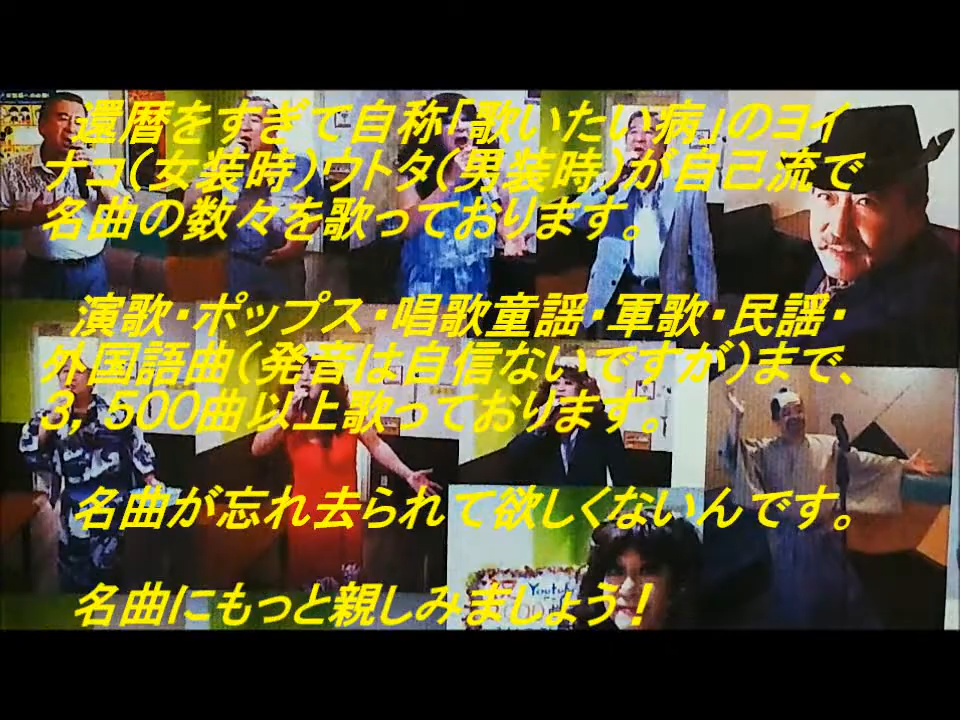 還暦をすぎて自称「歌いたい病」のヨイ
ナコ（女装時）ウトタ（男装時）が自己流で
名曲の数々を歌っております。
演歌・ポップス・唱歌童謡・軍歌・民謡・
外国語曲（発音は自信ないですが）まで、
３，５００曲以上歌っております。
名曲が忘れ去られて欲しくないんです。
名曲にもっと親しみましょう！
Youtube